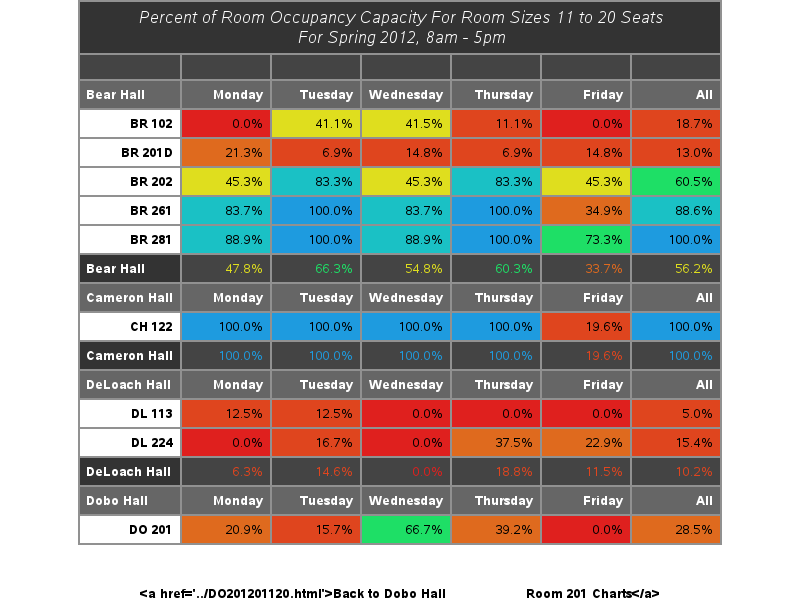 Percent of Room Occupancy Capacity For Room Sizes 11 to 20 Seats
For Spring 2012, 8am - 5pm
Bear Hall Monday Tuesday Wednesday Thursday Friday All
BR 102 0.0% 41.1% 41.5% 11.1% 0.0% 18.7%
BR 201D 21.3% 6.9% 14.8% 6.9% 14.8% 13.0%
BR 202 45.3% 83.3% 45.3% 83.3% 45.3% 60.5%
BR 261 83.7% 100.0% 83.7% 100.0% 34.9% 88.6%
BR 281 88.9% 100.0% 88.9% 100.0% 73.3% 100.0%
Bear Hall 47.8% 66.3% 54.8% 60.3% 33.7% 56.2%
Cameron Hall Monday Tuesday Wednesday Thursday Friday All
CH 122 100.0% 100.0% 100.0% 100.0% 19.6% 100.0%
Cameron Hall 100.0% 100.0% 100.0% 100.0% 19.6% 100.0%
DeLoach Hall Monday Tuesday Wednesday Thursday Friday All
DL 113 12.5% 12.5% 0.0% 0.0% 0.0% 5.0%
DL 224 0.0% 16.7% 0.0% 37.5% 22.9% 15.4%
DeLoach Hall 6.3% 14.6% 0.0% 18.8% 11.5% 10.2%
Dobo Hall Monday Tuesday Wednesday Thursday Friday All
DO 201 20.9% 15.7% 66.7% 39.2% 0.0% 28.5%
<a href='../DO201201120.html'>Back to Dobo Hall Room 201 Charts</a>